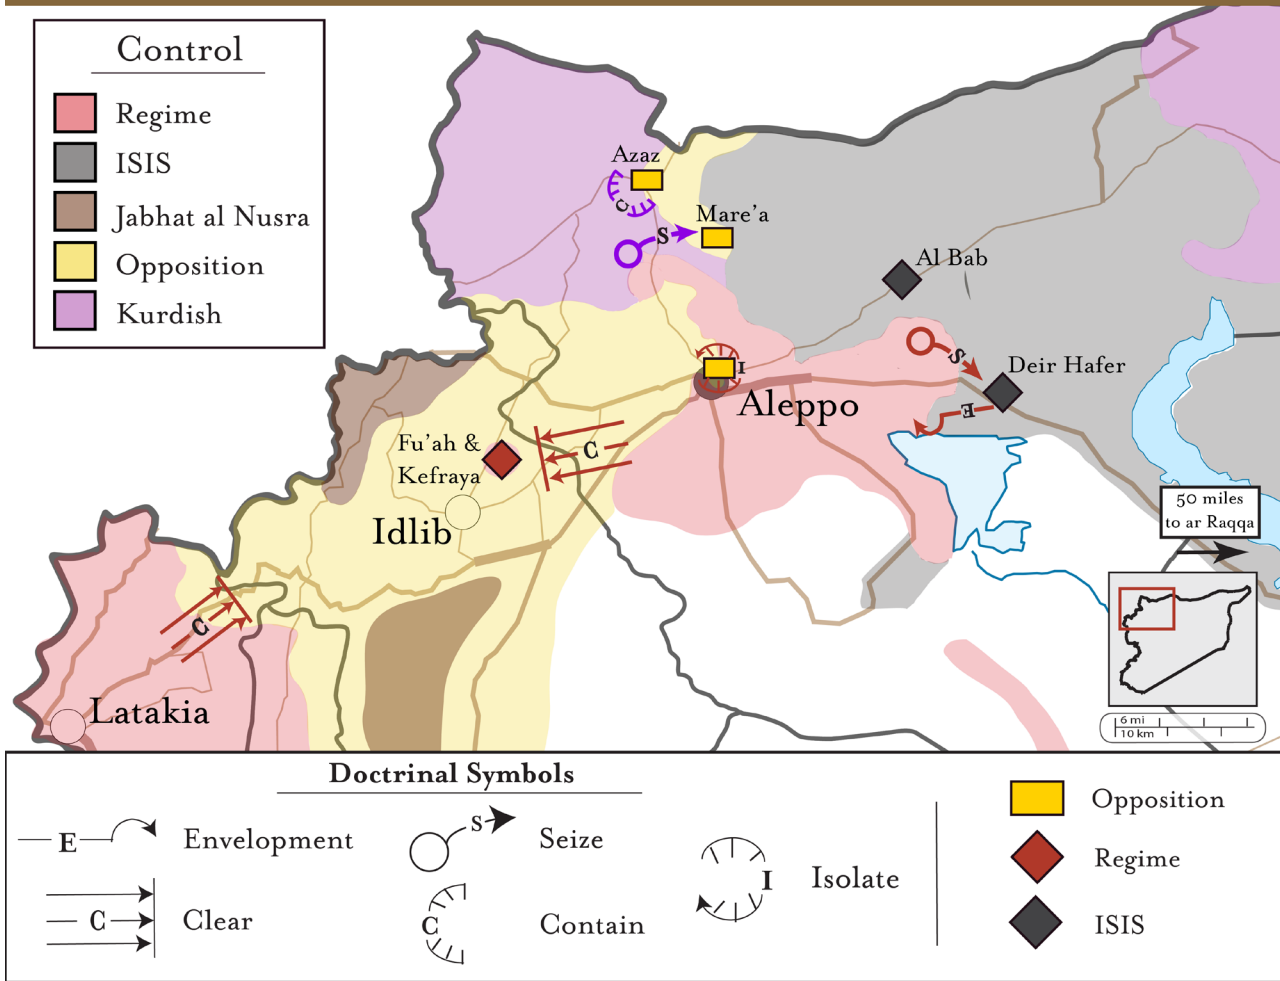 Control
Regime
ISIS
Jabhat al Nusra
Opposition
Kurdish
Azaz
C
Mare’a
S
Al Bab
S
Deir Hafer
E
I
Aleppo
Fu’ah &
Kefraya
C
Idlib
50 miles
to ar Raqqa
C
Latakia
6 mi
10 km
Doctrinal Symbols
E
Envelopment
S
Seize
C
Clear
C
Contain
I
Isolate
Opposition
Regime
ISIS